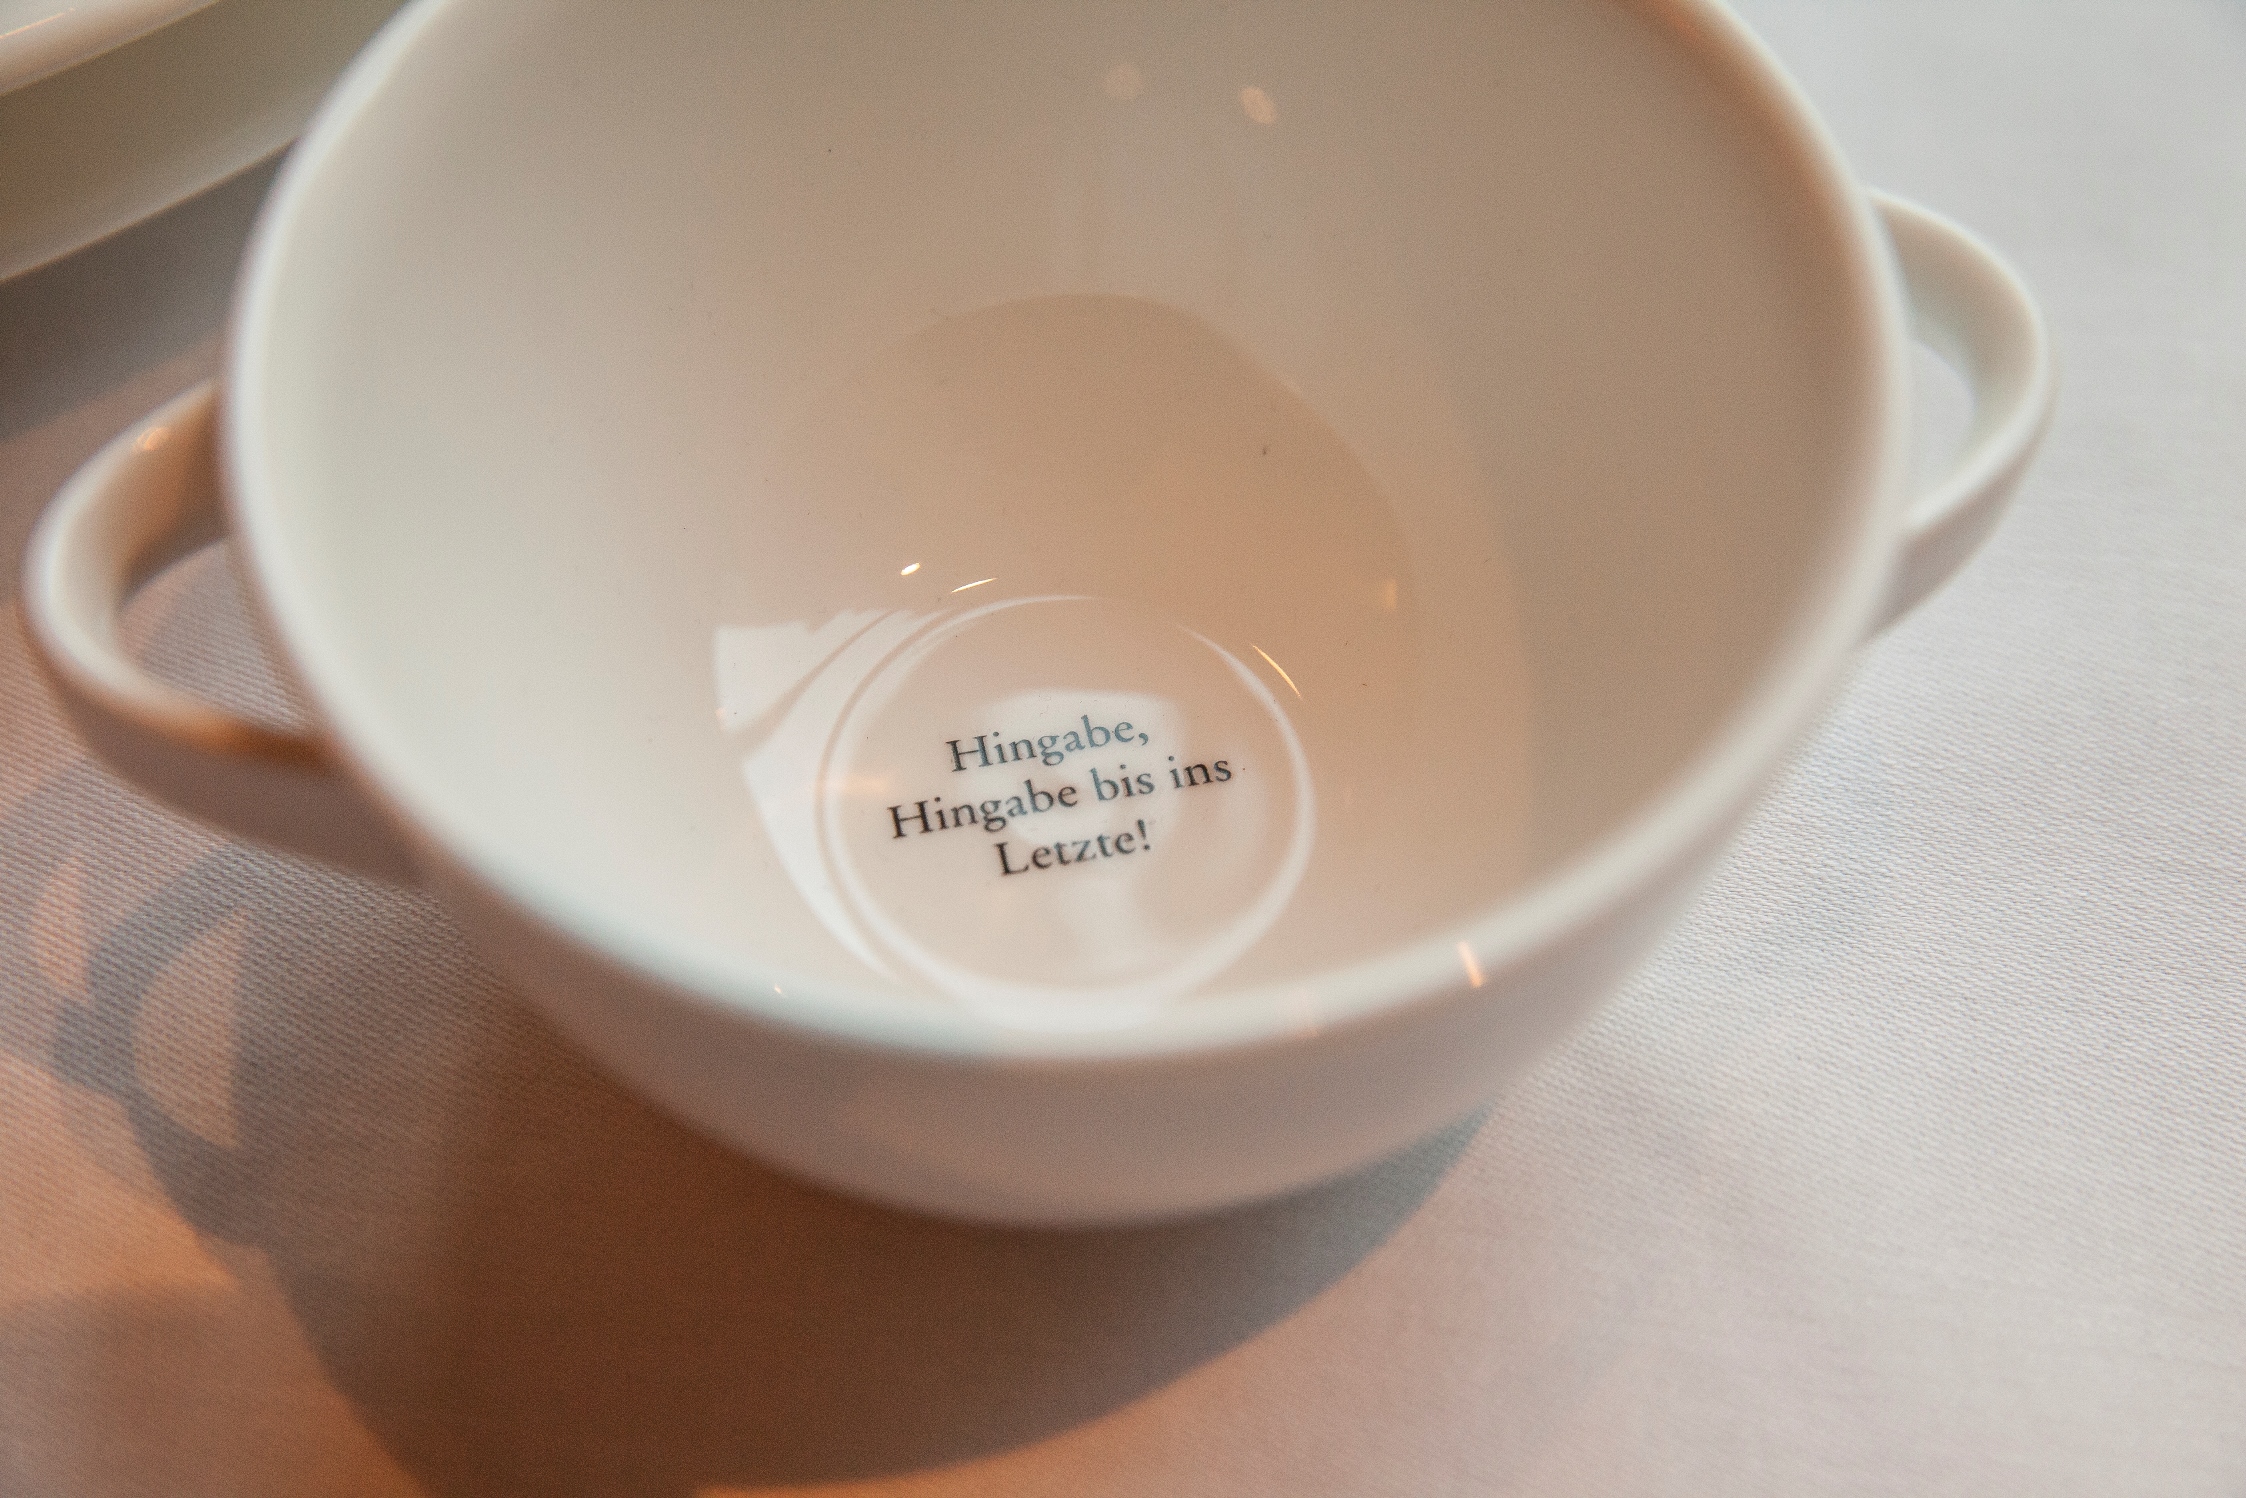 Hingabe,
Hingabe bis ins
Letzte!